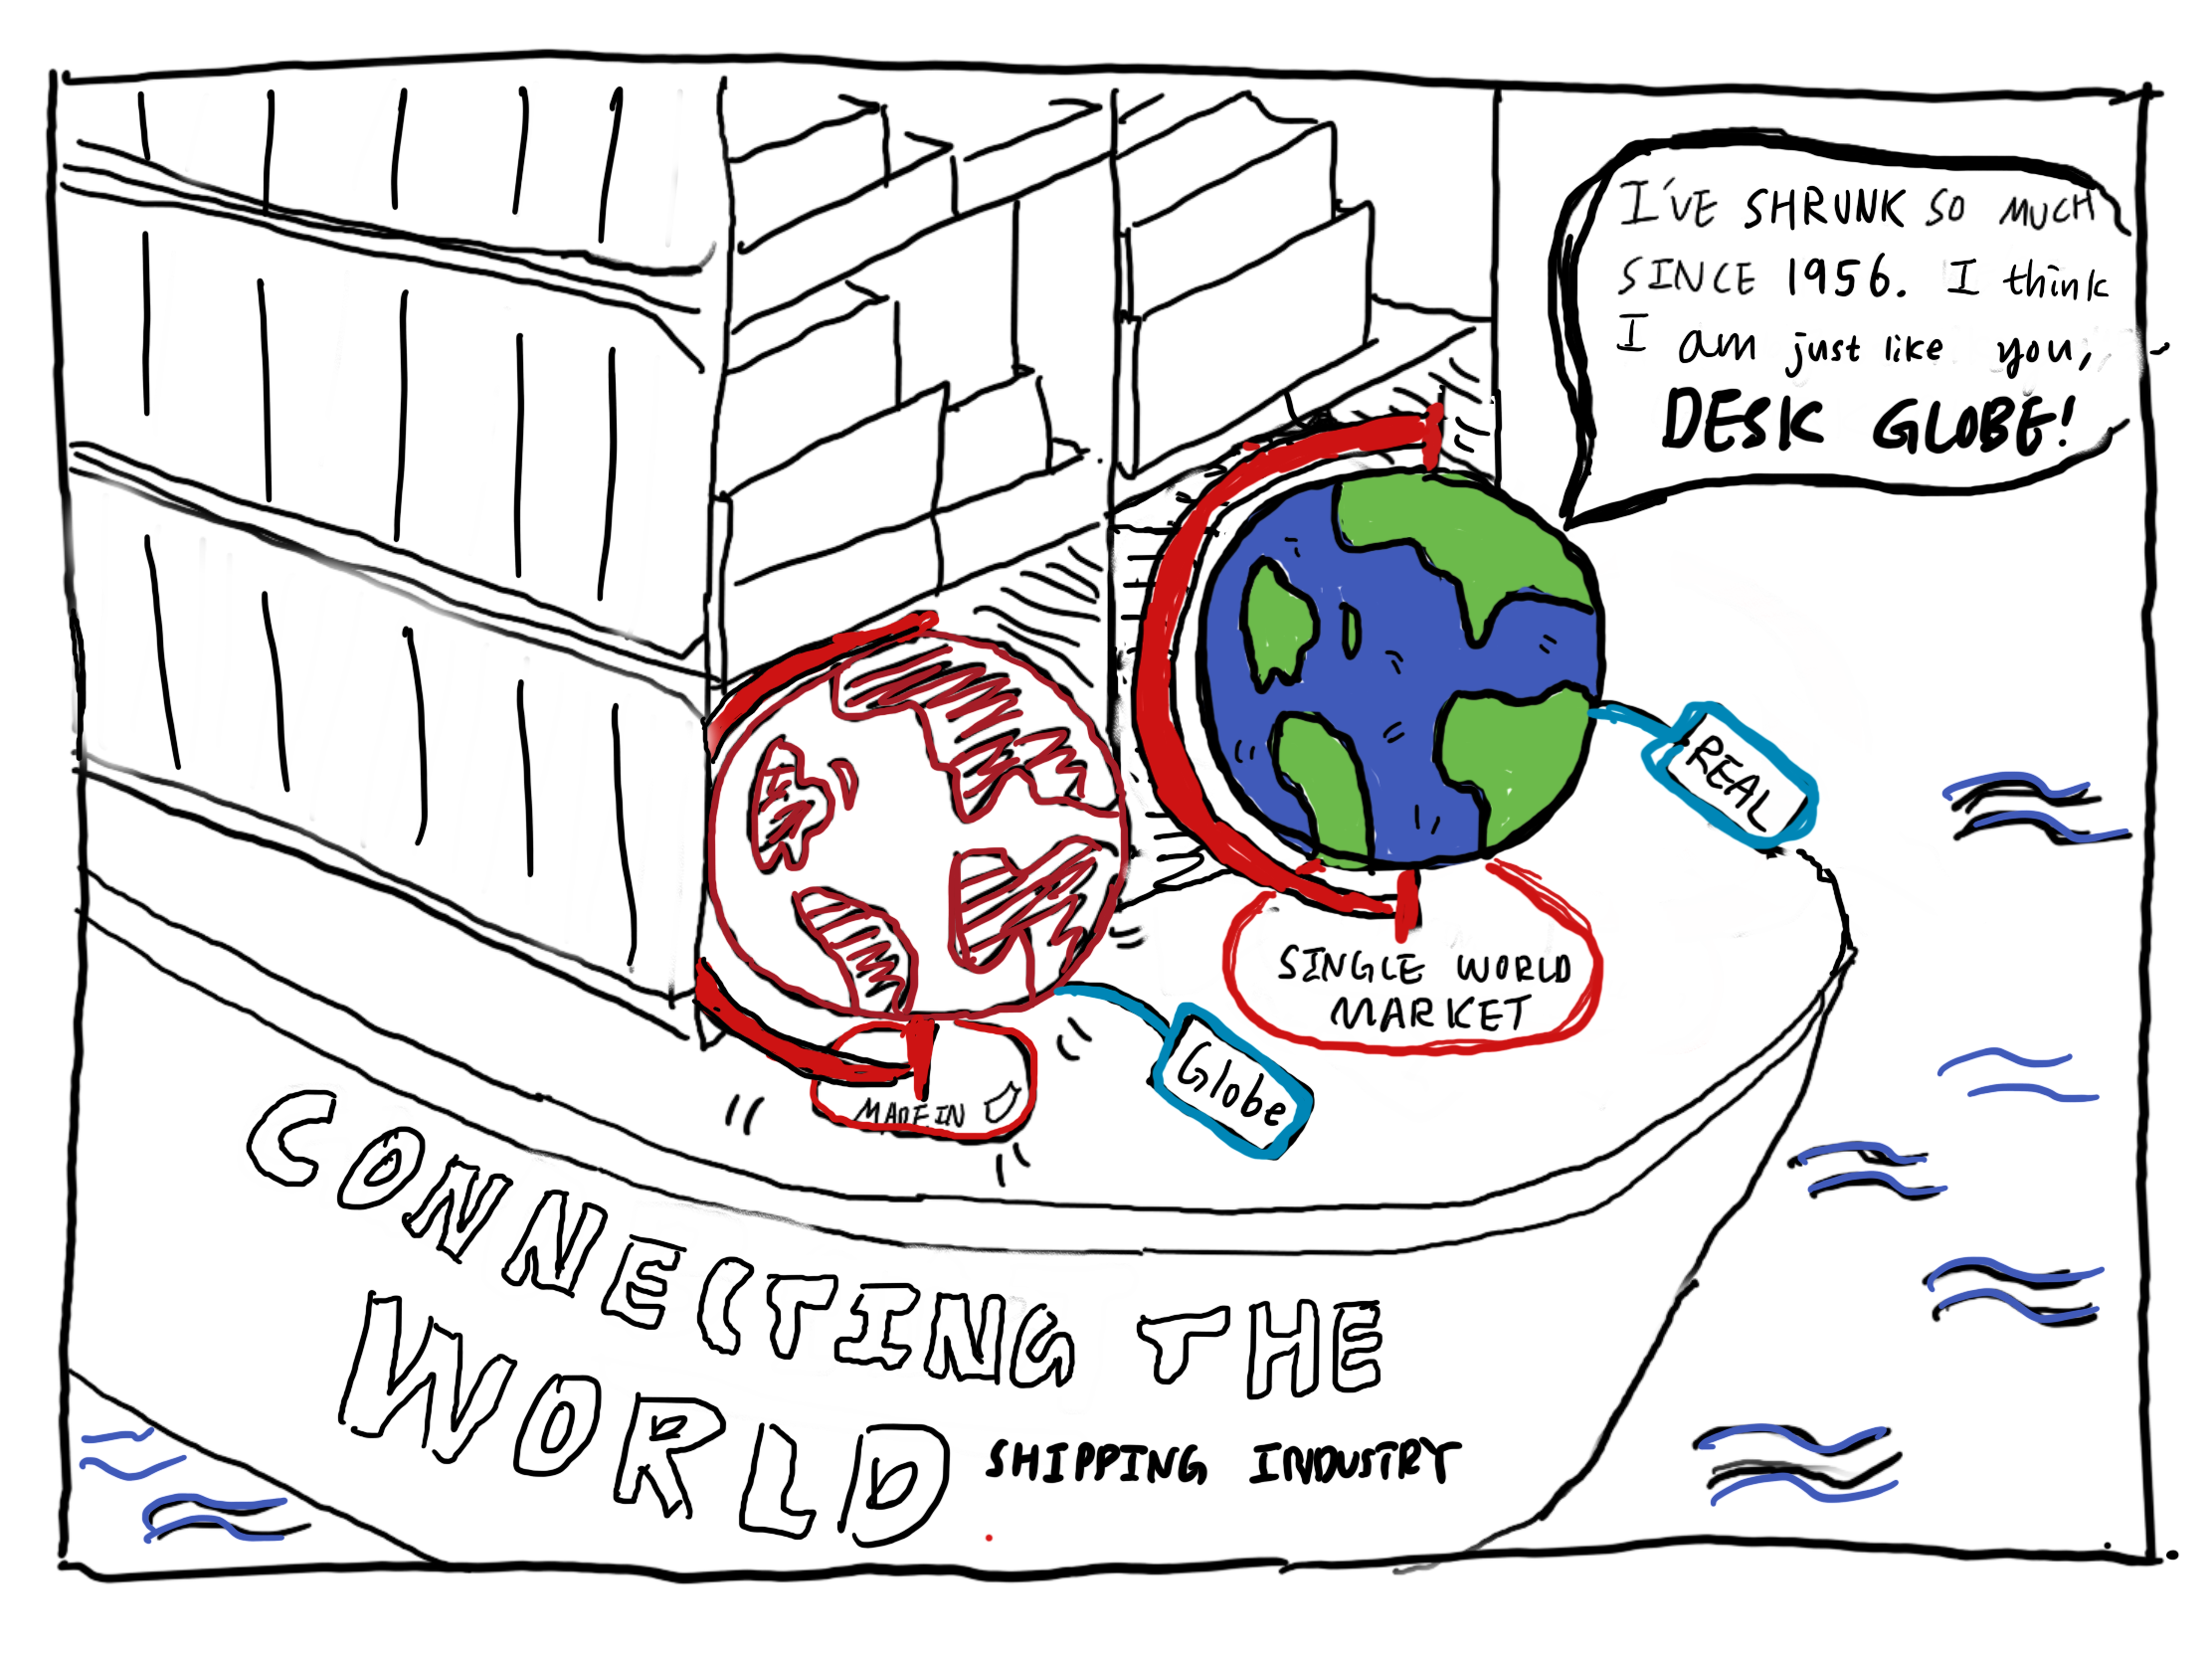 I'VE SHRUNK SO MUCH
SINCE 1956. I think
I am just like you,
DESK GLOBE!
REAL
SINGLE WORLD
MARKET
Globe
MADE IN
CONNECTING THE
WORLD
SHIPPING INDUSTRY